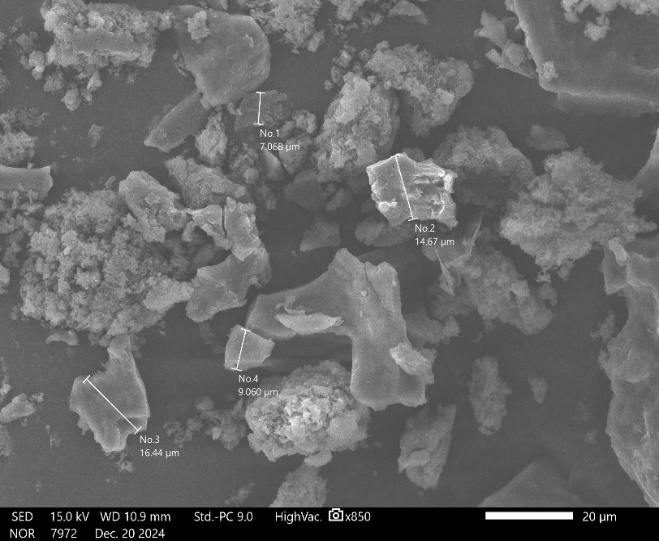 No.1
7.068 µm
No.2
14.67 µm
No.4
9.060 µm
No.3
16.44 µm
SED 15.0 kV WD 10.9 mm Std.-PC 9.0 HighVac. x850 20 µm
NOR 7972 Dec. 20 2024